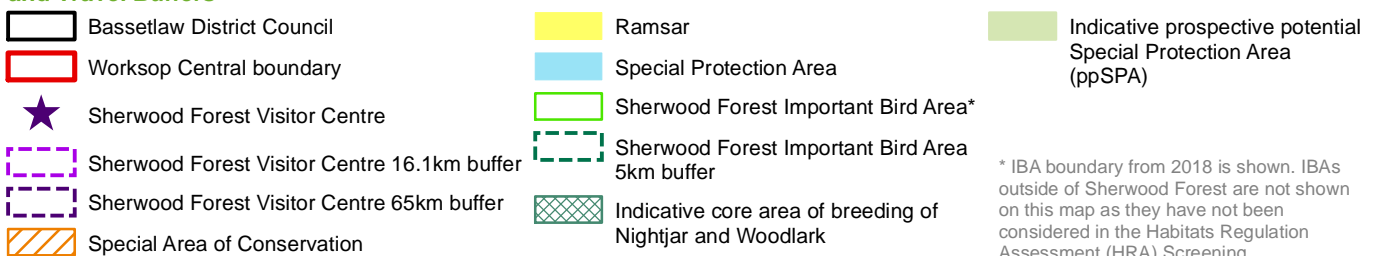 Bassetlaw District Council
Worksop Central boundary
Sherwood Forest Visitor Centre
Sherwood Forest Visitor Centre 16.1km buffer
Sherwood Forest Visitor Centre 65km buffer
Special Area of Conservation
Ramsar
Special Protection Area
Sherwood Forest Important Bird Area*
Sherwood Forest Important Bird Area
5km buffer
Indicative core area of breeding of
Nightjar and Woodlark
Indicative prospective potential
Special Protection Area
(ppSPA)
* IBA boundary from 2018 is shown. IBAs
outside of Sherwood Forest are not shown
on this map as they have not been
considered in the Habitats Regulation
Assessment (HRA) Screening